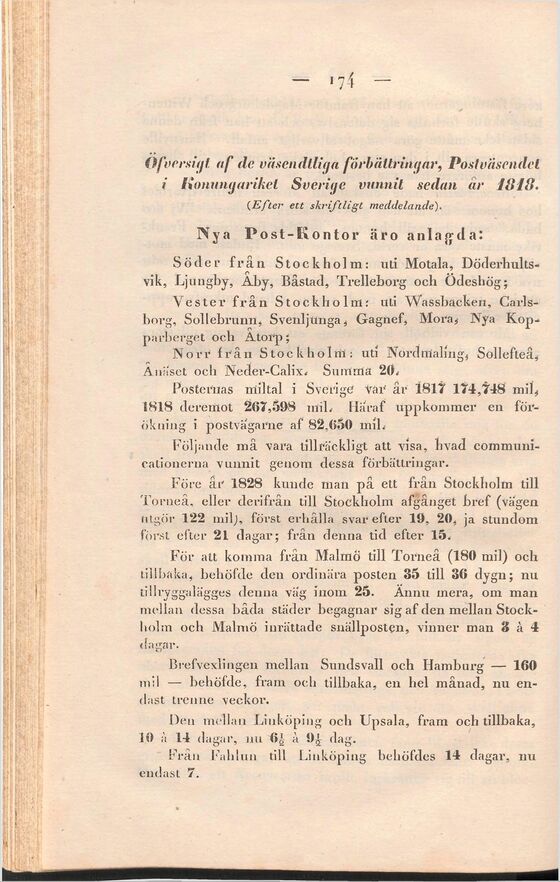 — 174 —
Öfversigt af de väsendtliga förbättringar, Postväsendet
i Konungariket Sverige vunnit sedan år 1818.
(Efter ett skriftligt meddelande).
Nya Post-Kontor äro anlagda:
Söder från Stockholm: uti Motala, Döderhults-
vik, Ljungby, Åby, Båstad, Trelleborg och Ödeshög;
Vester från Stockholm: uti Wassbacken, Carls-
borg, Sollebrunn, Svenljunga, Gagnef, Mora, Nya Kop-
parberget och Åtorp;
Norr från Stockholm: uti Nordmaling, Sollefteå,
Anäset och Neder-Calix. Summa 20.
Posternas miltal i Sverige var år 1817 174,748 mil,
1818 deremot 267,598 mil. Häraf uppkommer en för-
ökning i postvägarne af 82,650 mil.
Följande må vara tillräckligt att visa, hvad communi-
cationerna vunnit genom dessa förbättringar.
Före år 1828 kunde man på ett från Stockholm till
Torneå, eller derifrån till Stockholm afgånget bref (vägen
utgör 122 mil), först erhålla svar efter 19, 20, ja stundom
först efter 21 dagar; från denna tid efter 15.
För att komma från Malmö till Torneå (180 mil) och
tillbaka, behöfde den ordinära posten 35 till 36 dygn; nu
tillryggalägges denna väg inom 25. Ännu mera, om man
mellan dessa båda städer begagnar sig af den mellan Stock-
holm och Malmö inrättade snällposten, vinner man 3 à 4
dagar.
Brefvexlingen mellan Sundsvall och Hamburg — 160
mil — behöfde, fram och tillbaka, en hel månad, nu en-
dast trenne veckor.
Den mellan Linköping och Upsala, fram och tillbaka,
10 à 14 dagar, nu 6½ à 9½ dag.
Från Fahlun till Linköping behöfdes 14 dagar, nu
endast 7.